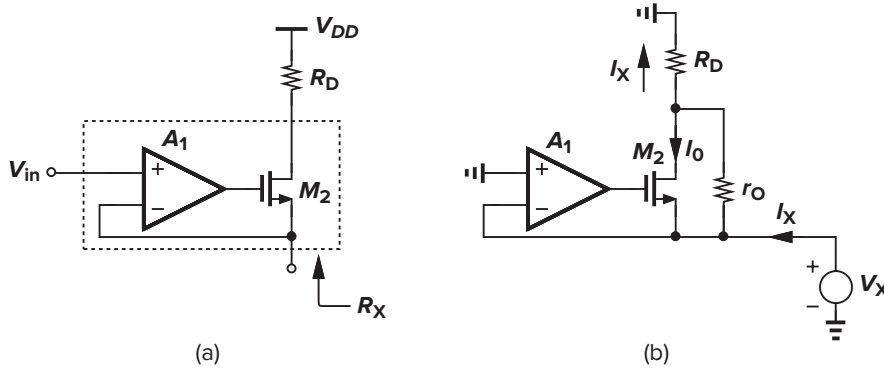 V_DD
R_D
A_1
V_in
+
−
M_2
R_X
(a)
I_X
R_D
A_1
M_2
I_0
+
−
r_O
I_X
+
−
V_X
(b)